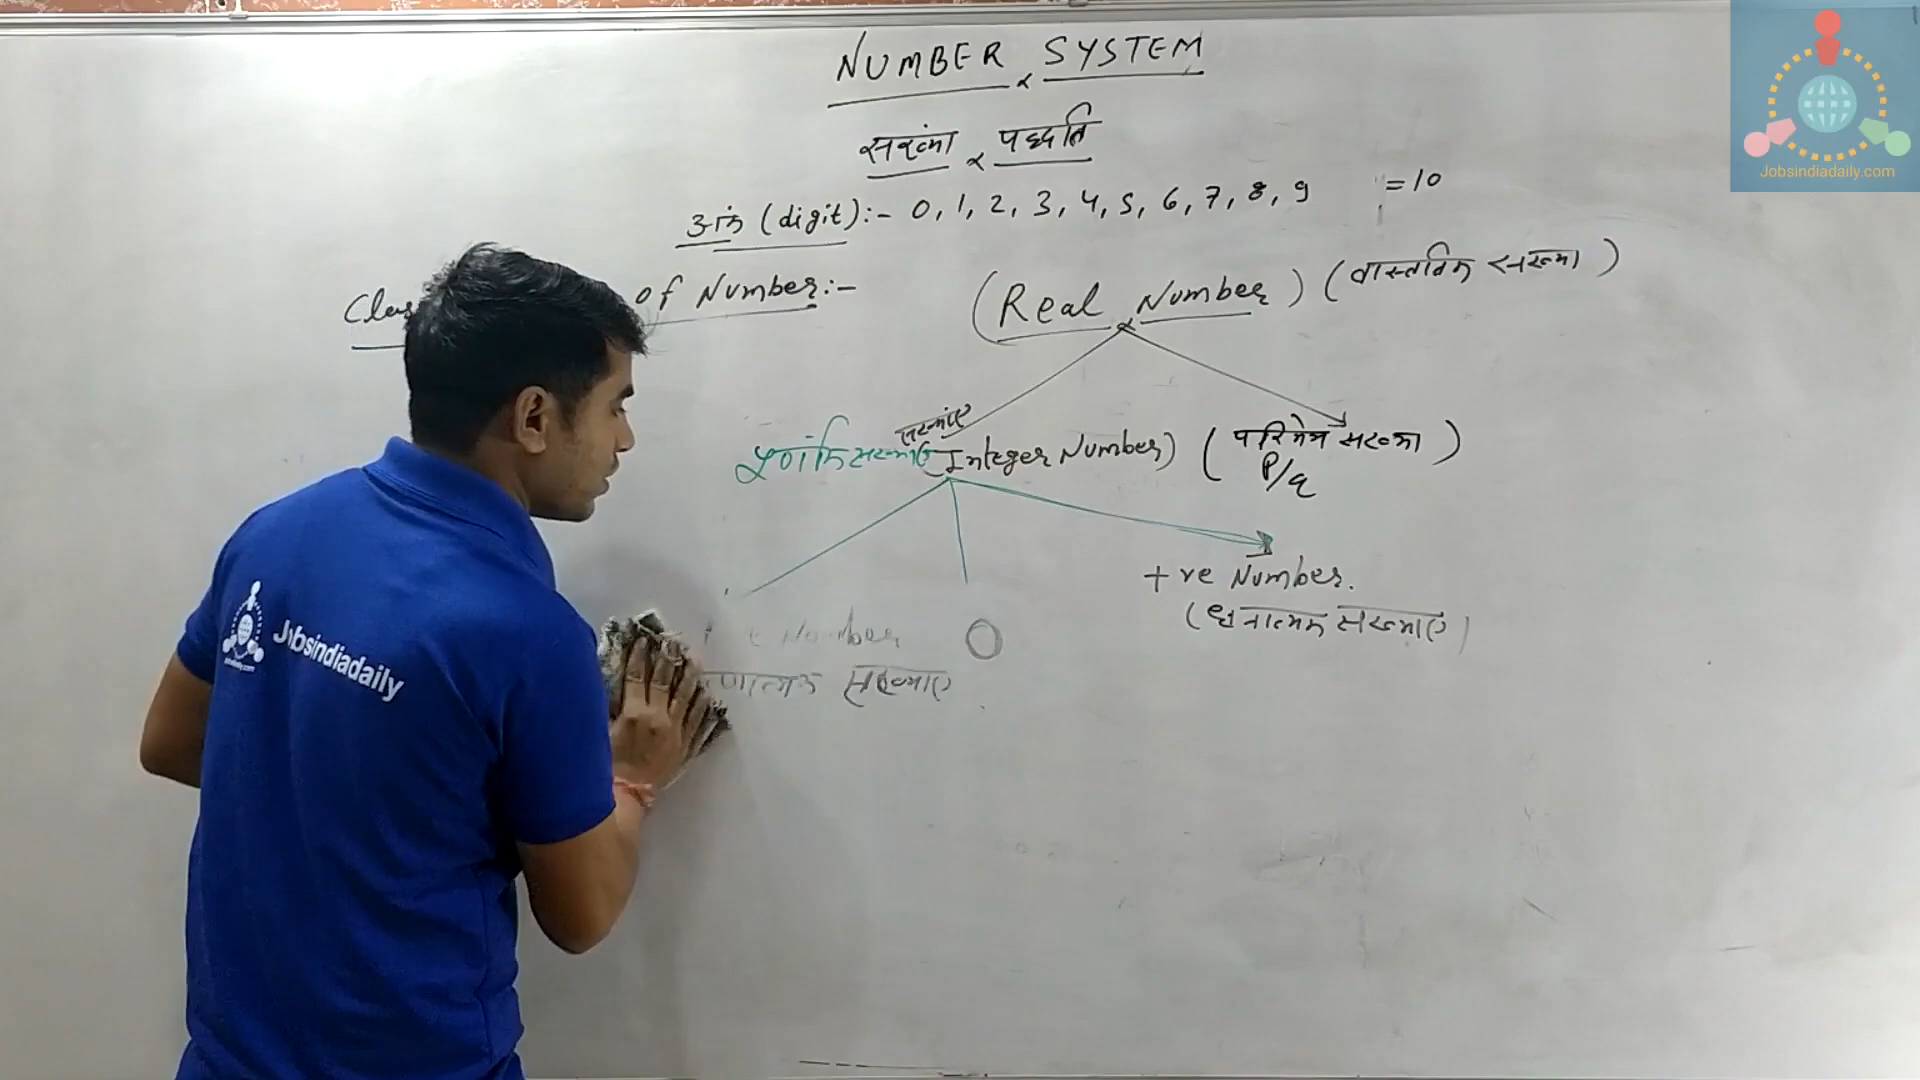 NUMBER SYSTEM
संख्या पद्धति
अंक (digit):- 0, 1, 2, 3, 4, 5, 6, 7, 8, 9 =10
of Number:-
(Real Number) (वास्तविक संख्या)
संख्याए
पूर्णांक संख्याए (Integer Number) (परिमेय संख्या)
P/q
+ve Number.
(धनात्मक संख्याए)
Number 0
संख्याए
Jobsindiadaily
Jobsindiadaily.com